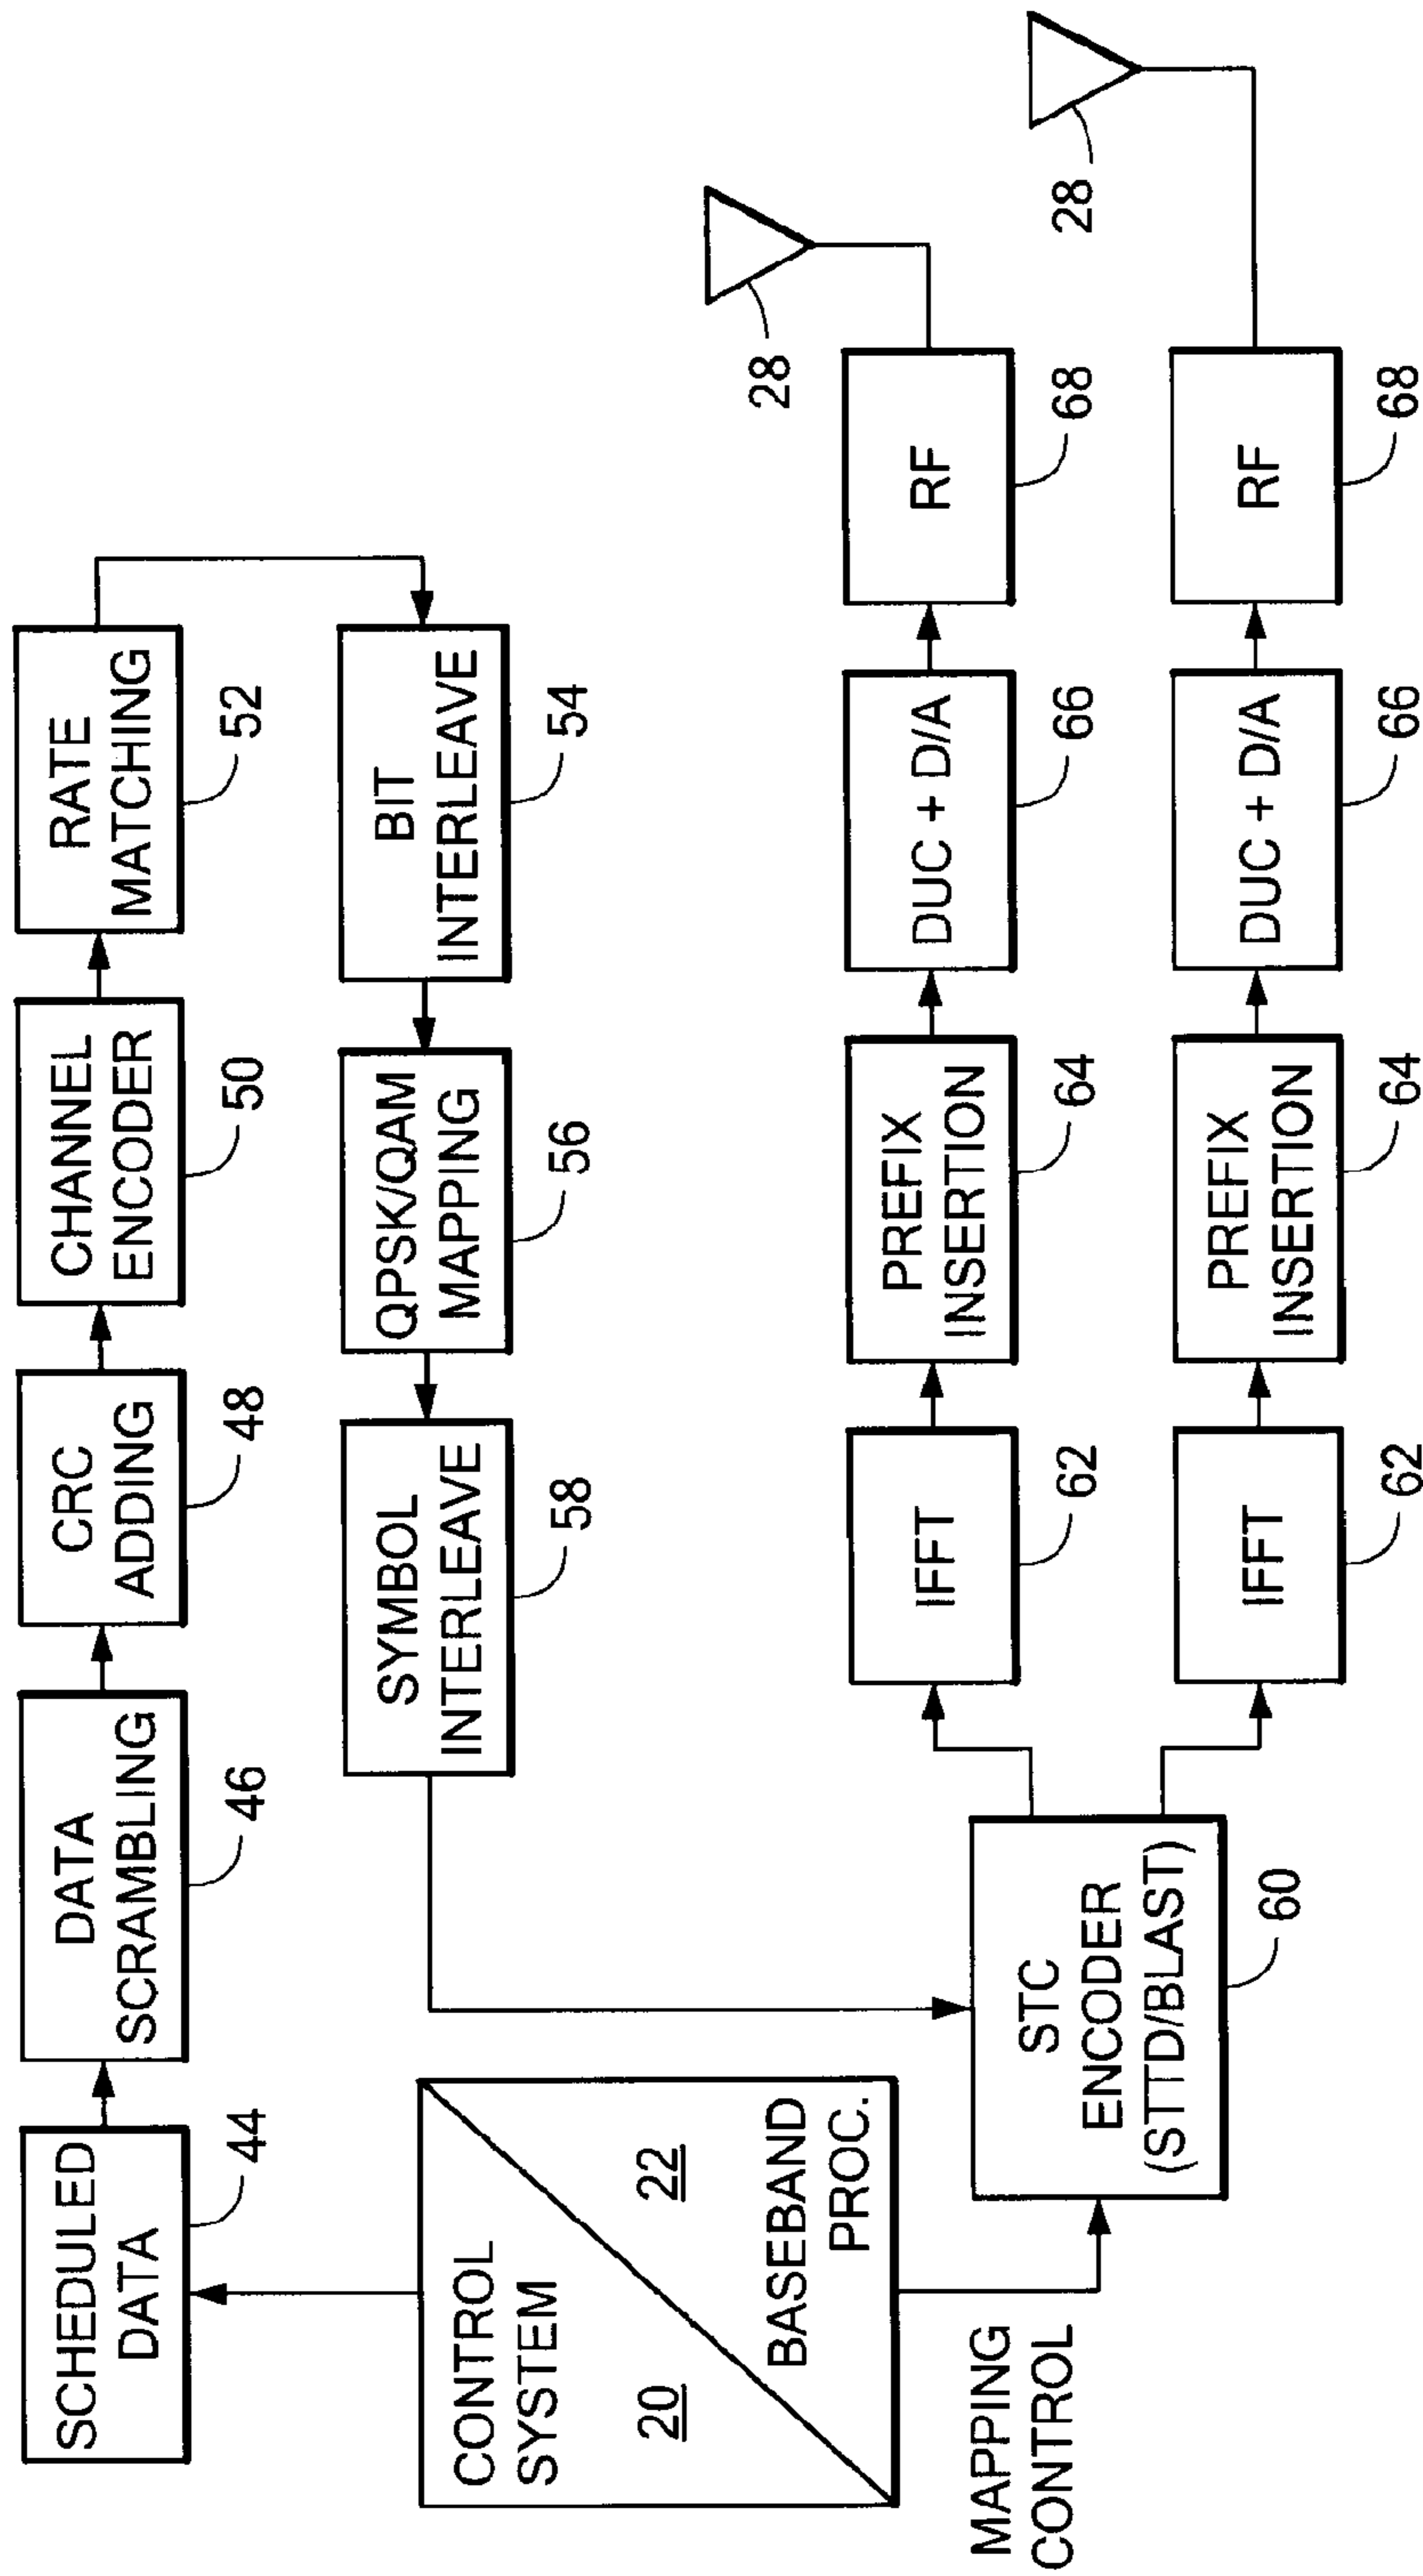 SCHEDULED
DATA
44
DATA
SCRAMBLING
46
CRC
ADDING
48
CHANNEL
ENCODER
50
RATE
MATCHING
52
BIT
INTERLEAVE
54
QPSK/QAM
MAPPING
56
SYMBOL
INTERLEAVE
58
CONTROL
SYSTEM
20
22
BASEBAND
PROC.
MAPPING
CONTROL
STC
ENCODER
(STTD/BLAST)
60
IFFT
62
PREFIX
INSERTION
64
DUC + D/A
66
RF
68
28
IFFT
62
PREFIX
INSERTION
64
DUC + D/A
66
RF
68
28